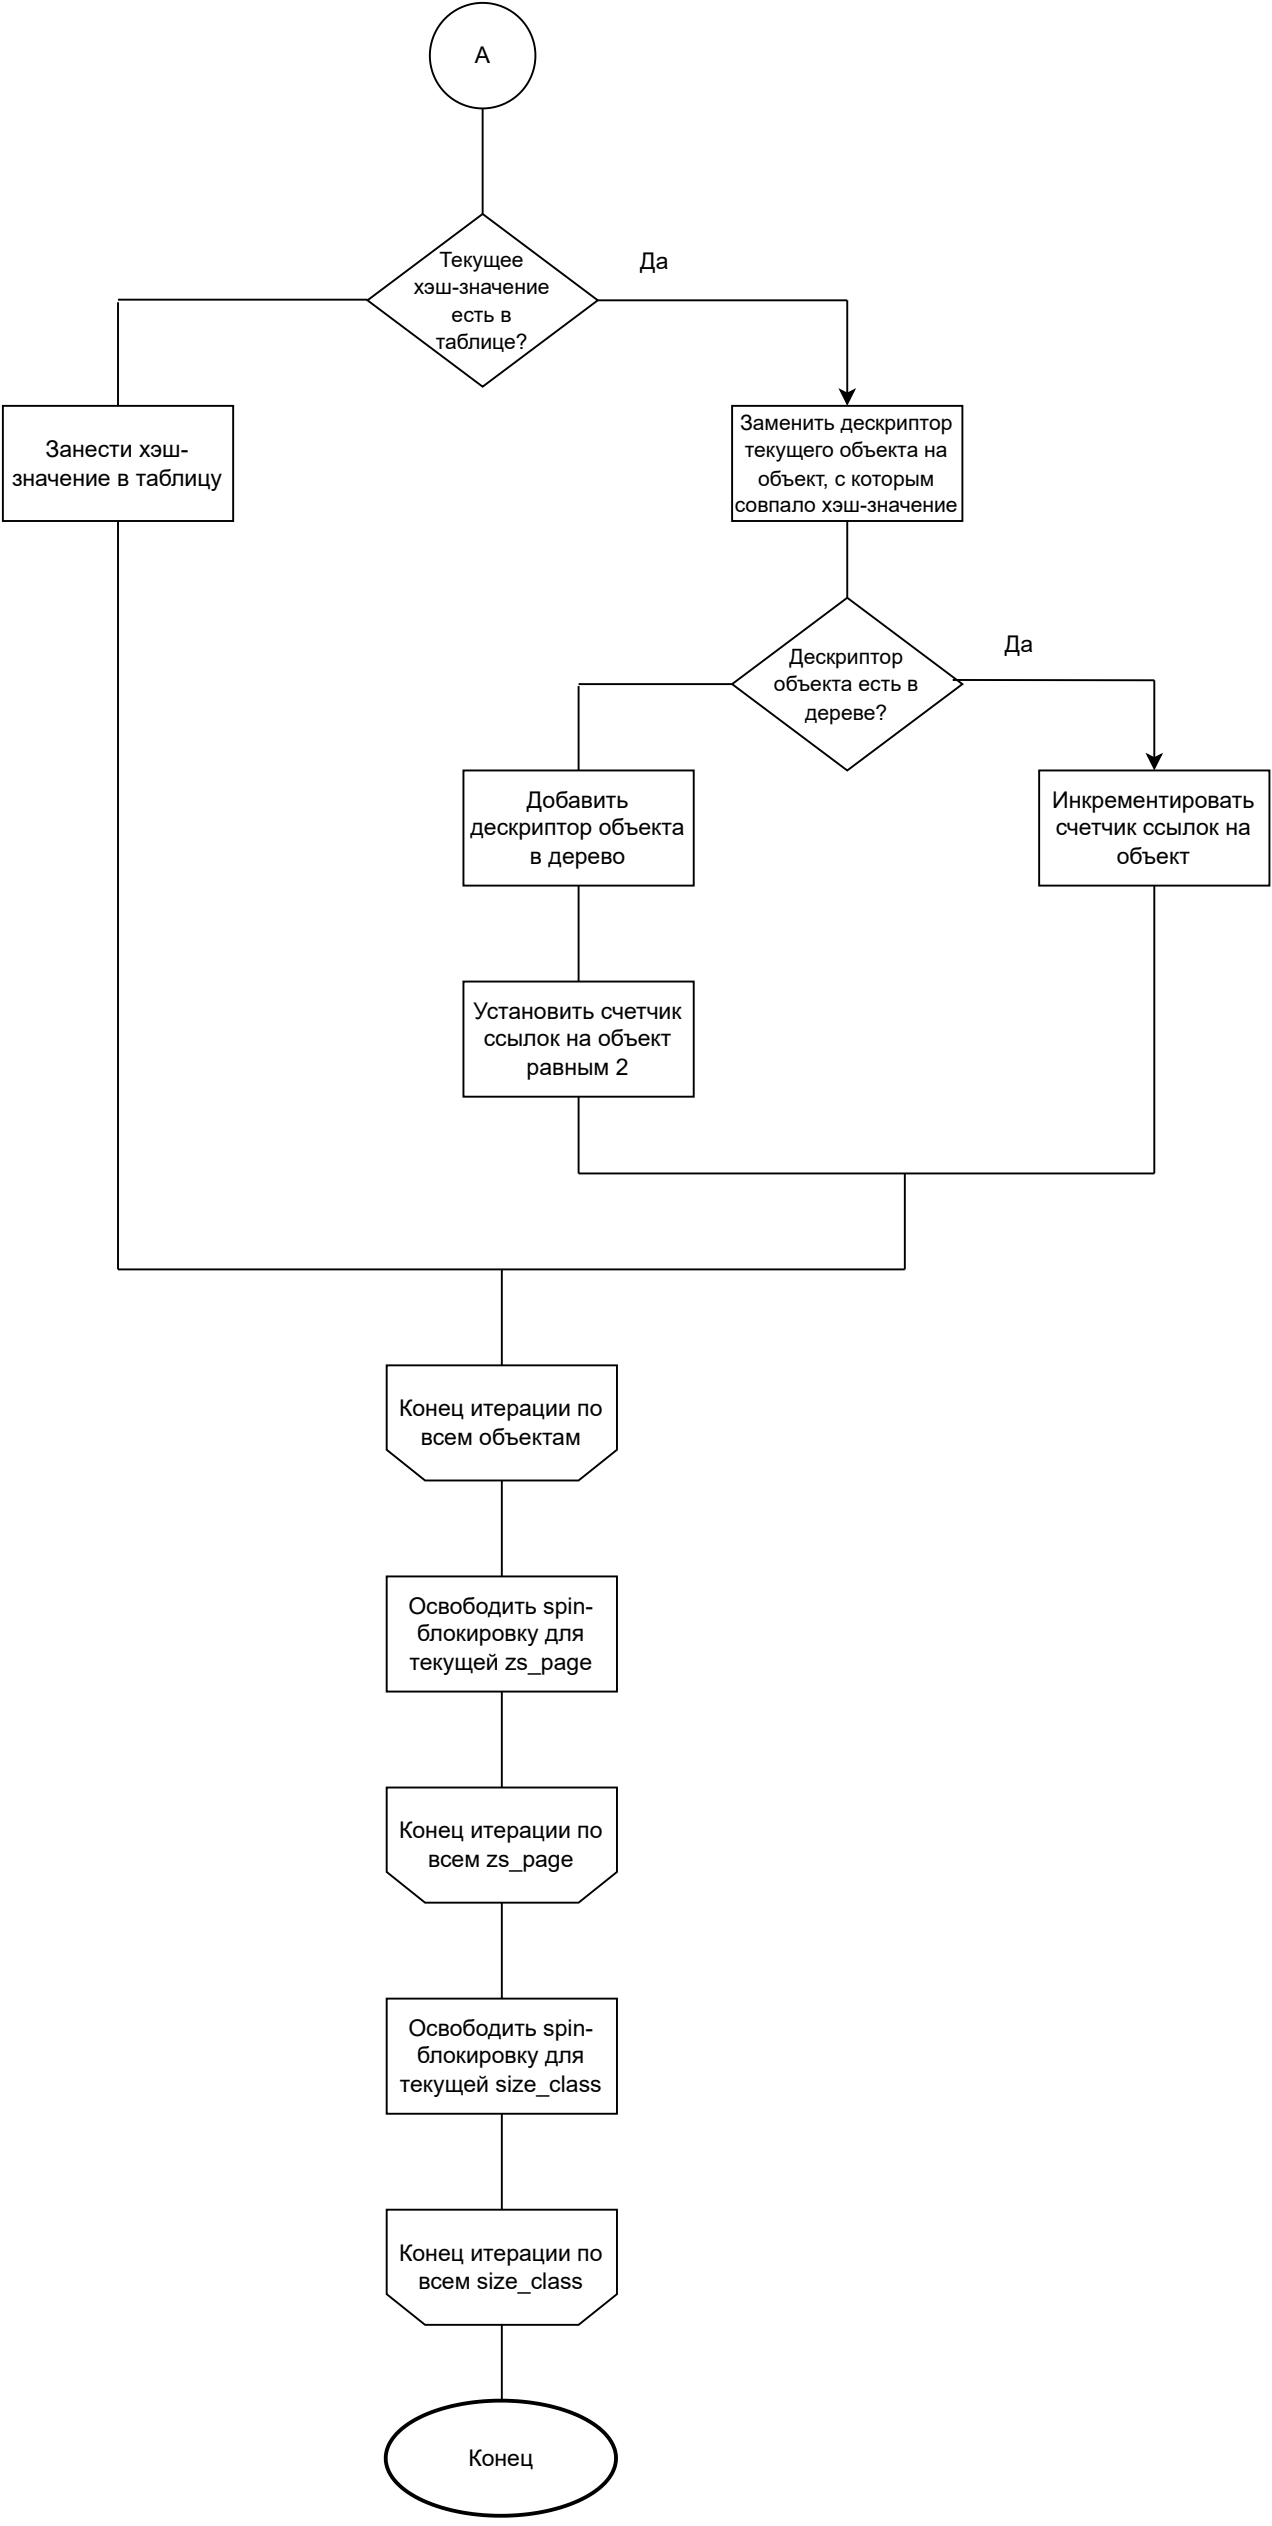 A
Текущее
хэш-значение
есть в
таблице?
Да
Занести хэш-
значение в таблицу
Заменить дескриптор
текущего объекта на
объект, с которым
совпало хэш-значение
Дескриптор
объекта есть в
дереве?
Да
Добавить
дескриптор объекта
в дерево
Инкрементировать
счетчик ссылок на
объект
Установить счетчик
ссылок на объект
равным 2
Конец итерации по
всем объектам
Освободить spin-
блокировку для
текущей zs_page
Конец итерации по
всем zs_page
Освободить spin-
блокировку для
текущей size_class
Конец итерации по
всем size_class
Конец